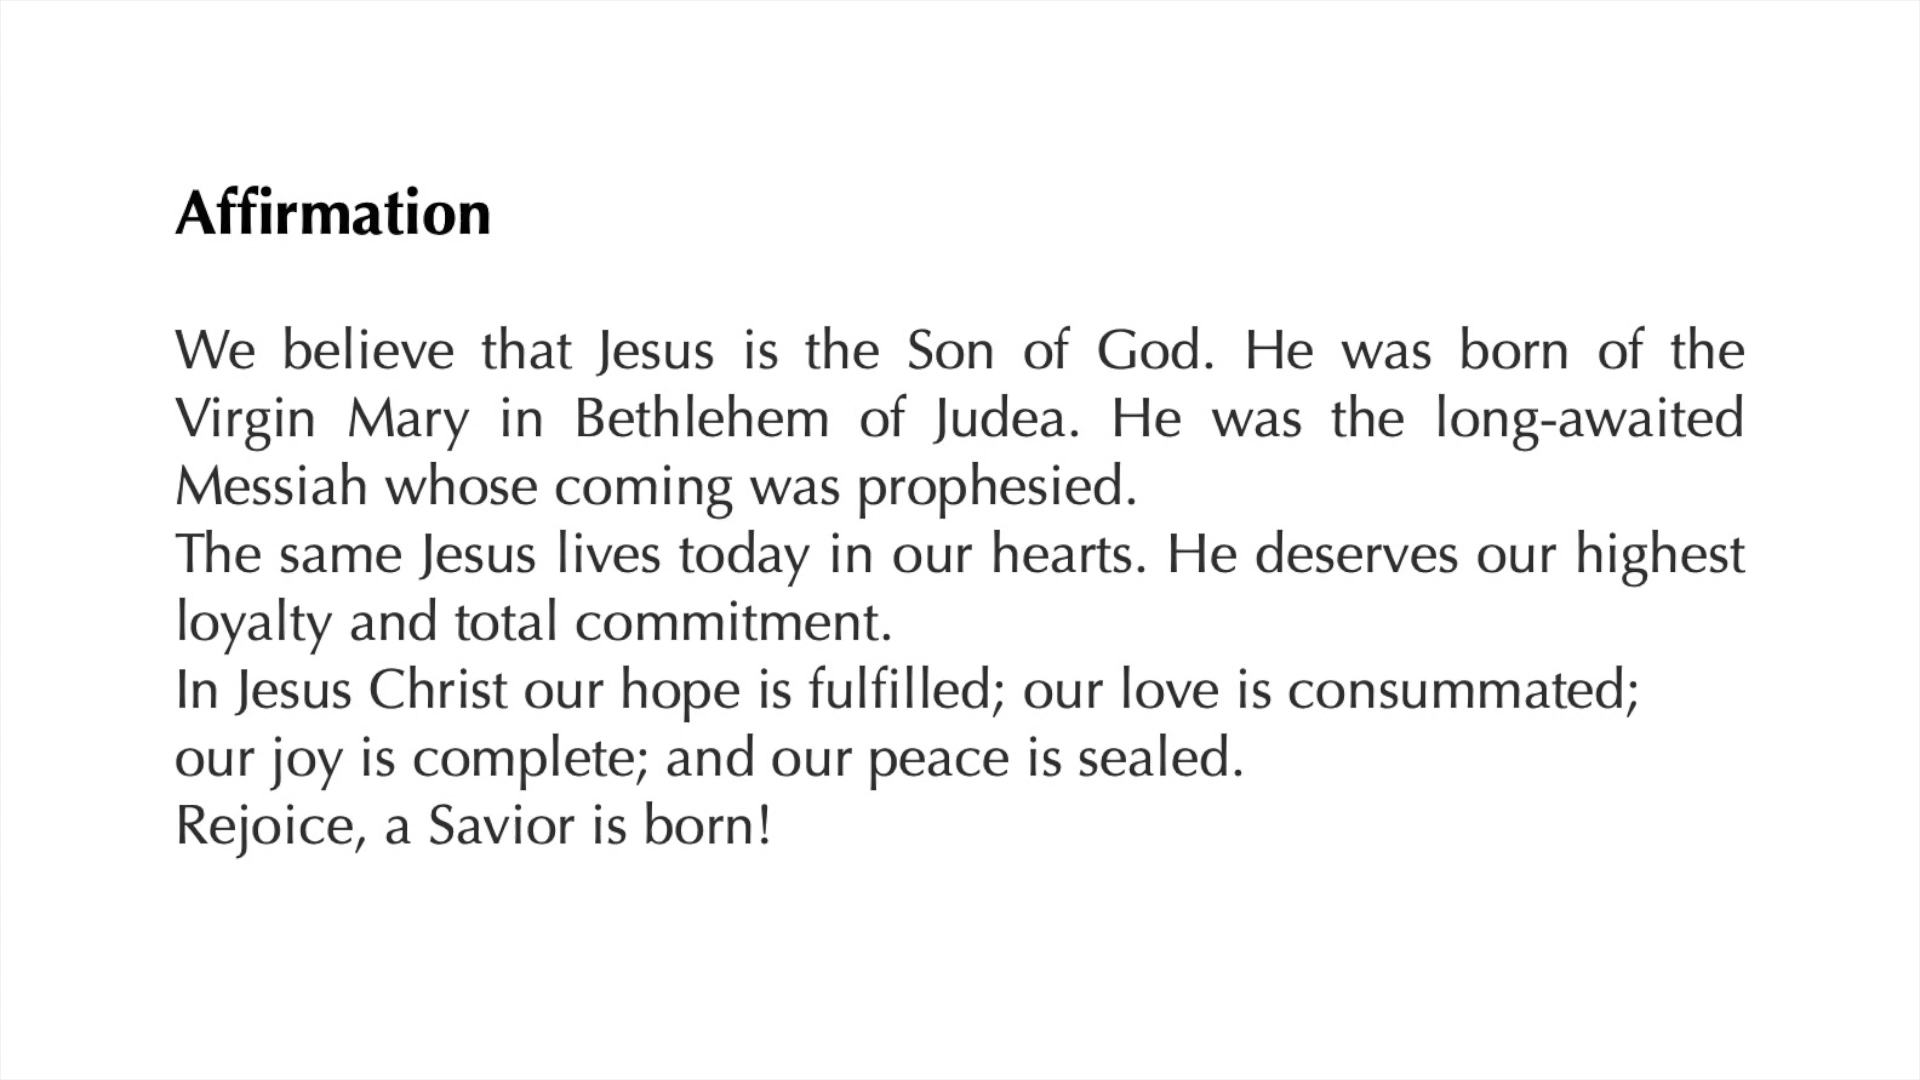 Affirmation
We believe that Jesus is the Son of God. He was born of the
Virgin Mary in Bethlehem of Judea. He was the long-awaited
Messiah whose coming was prophesied.
The same Jesus lives today in our hearts. He deserves our highest
loyalty and total commitment.
In Jesus Christ our hope is fulfilled; our love is consummated;
our joy is complete; and our peace is sealed.
Rejoice, a Savior is born!